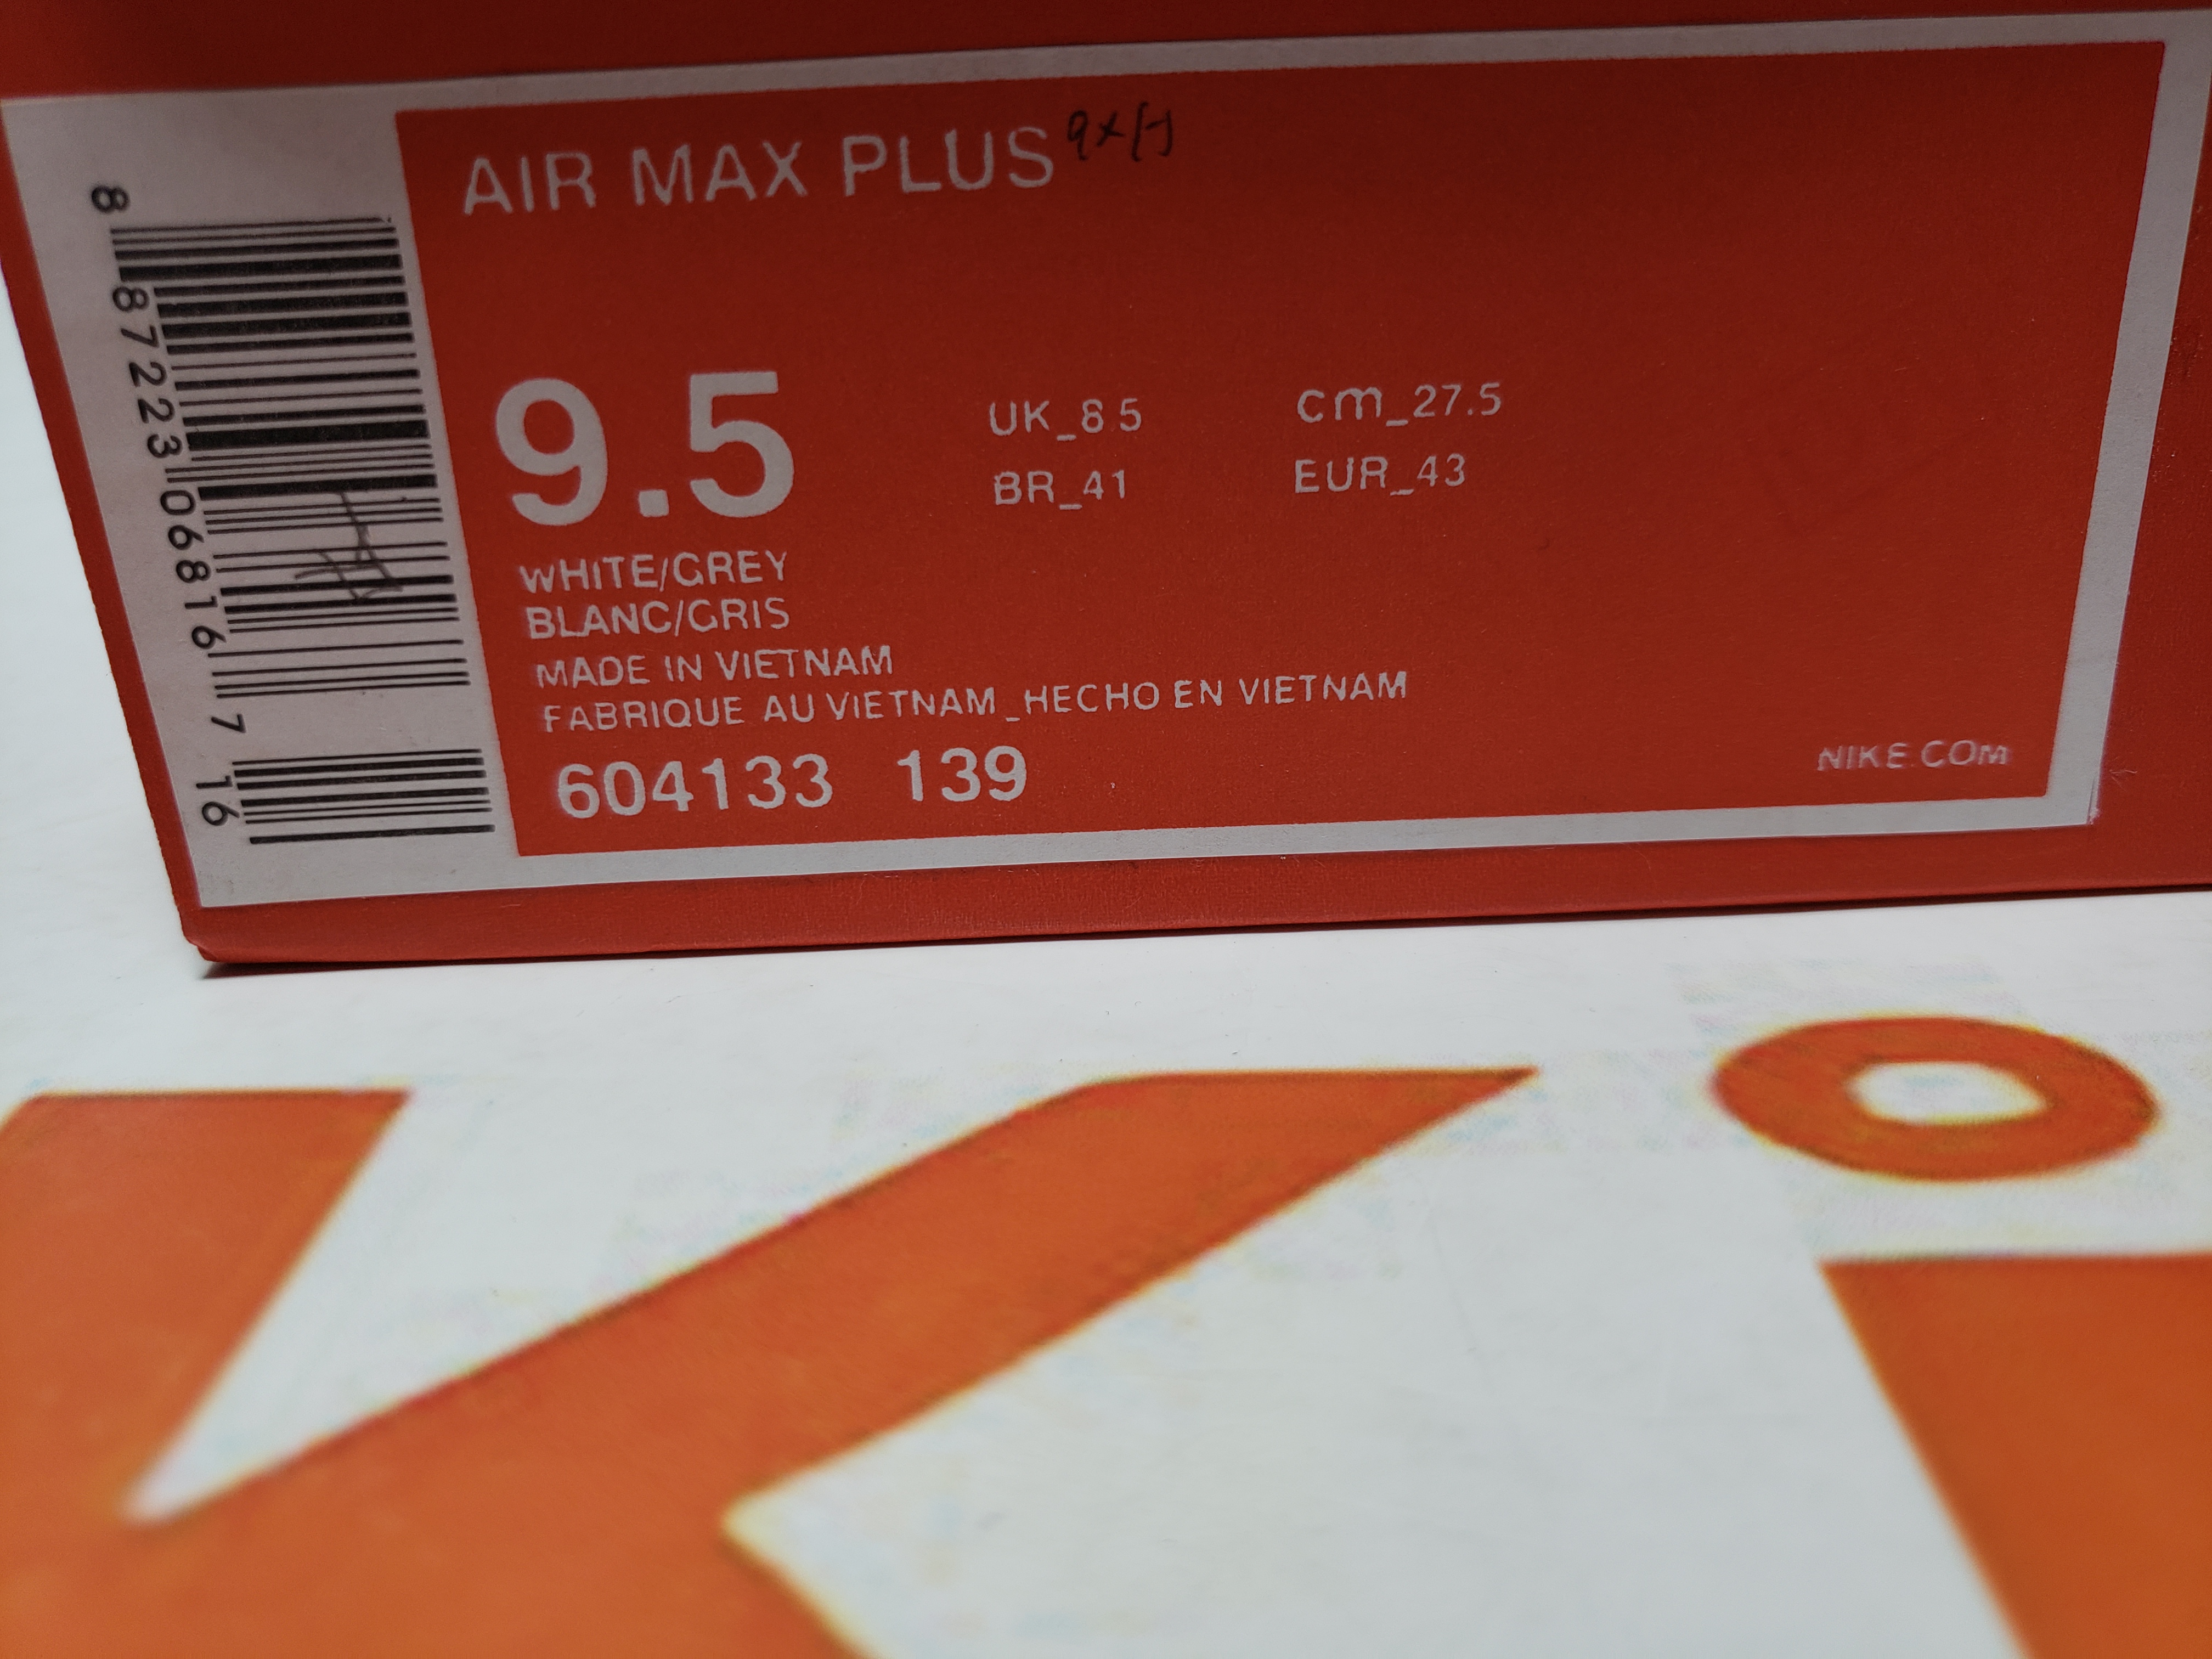 AIR MAX PLUS
9.5
UK_8.5
cm_27.5
BR_41
EUR_43
WHITE/GREY
BLANC/GRIS
MADE IN VIETNAM
FABRIQUE AU VIETNAM_HECHO EN VIETNAM
604133 139
NIKE.COM
8 87223 06816 7 16